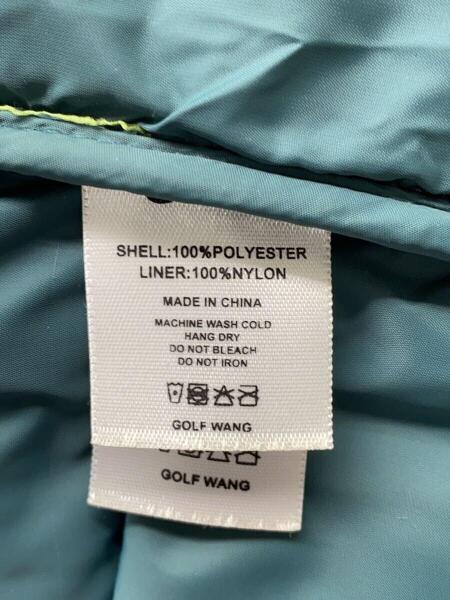 SHELL:100%POLYESTER
LINER:100%NYLON
MADE IN CHINA
MACHINE WASH COLD
HANG DRY
DO NOT BLEACH
DO NOT IRON
GOLF WANG
GOLF WANG